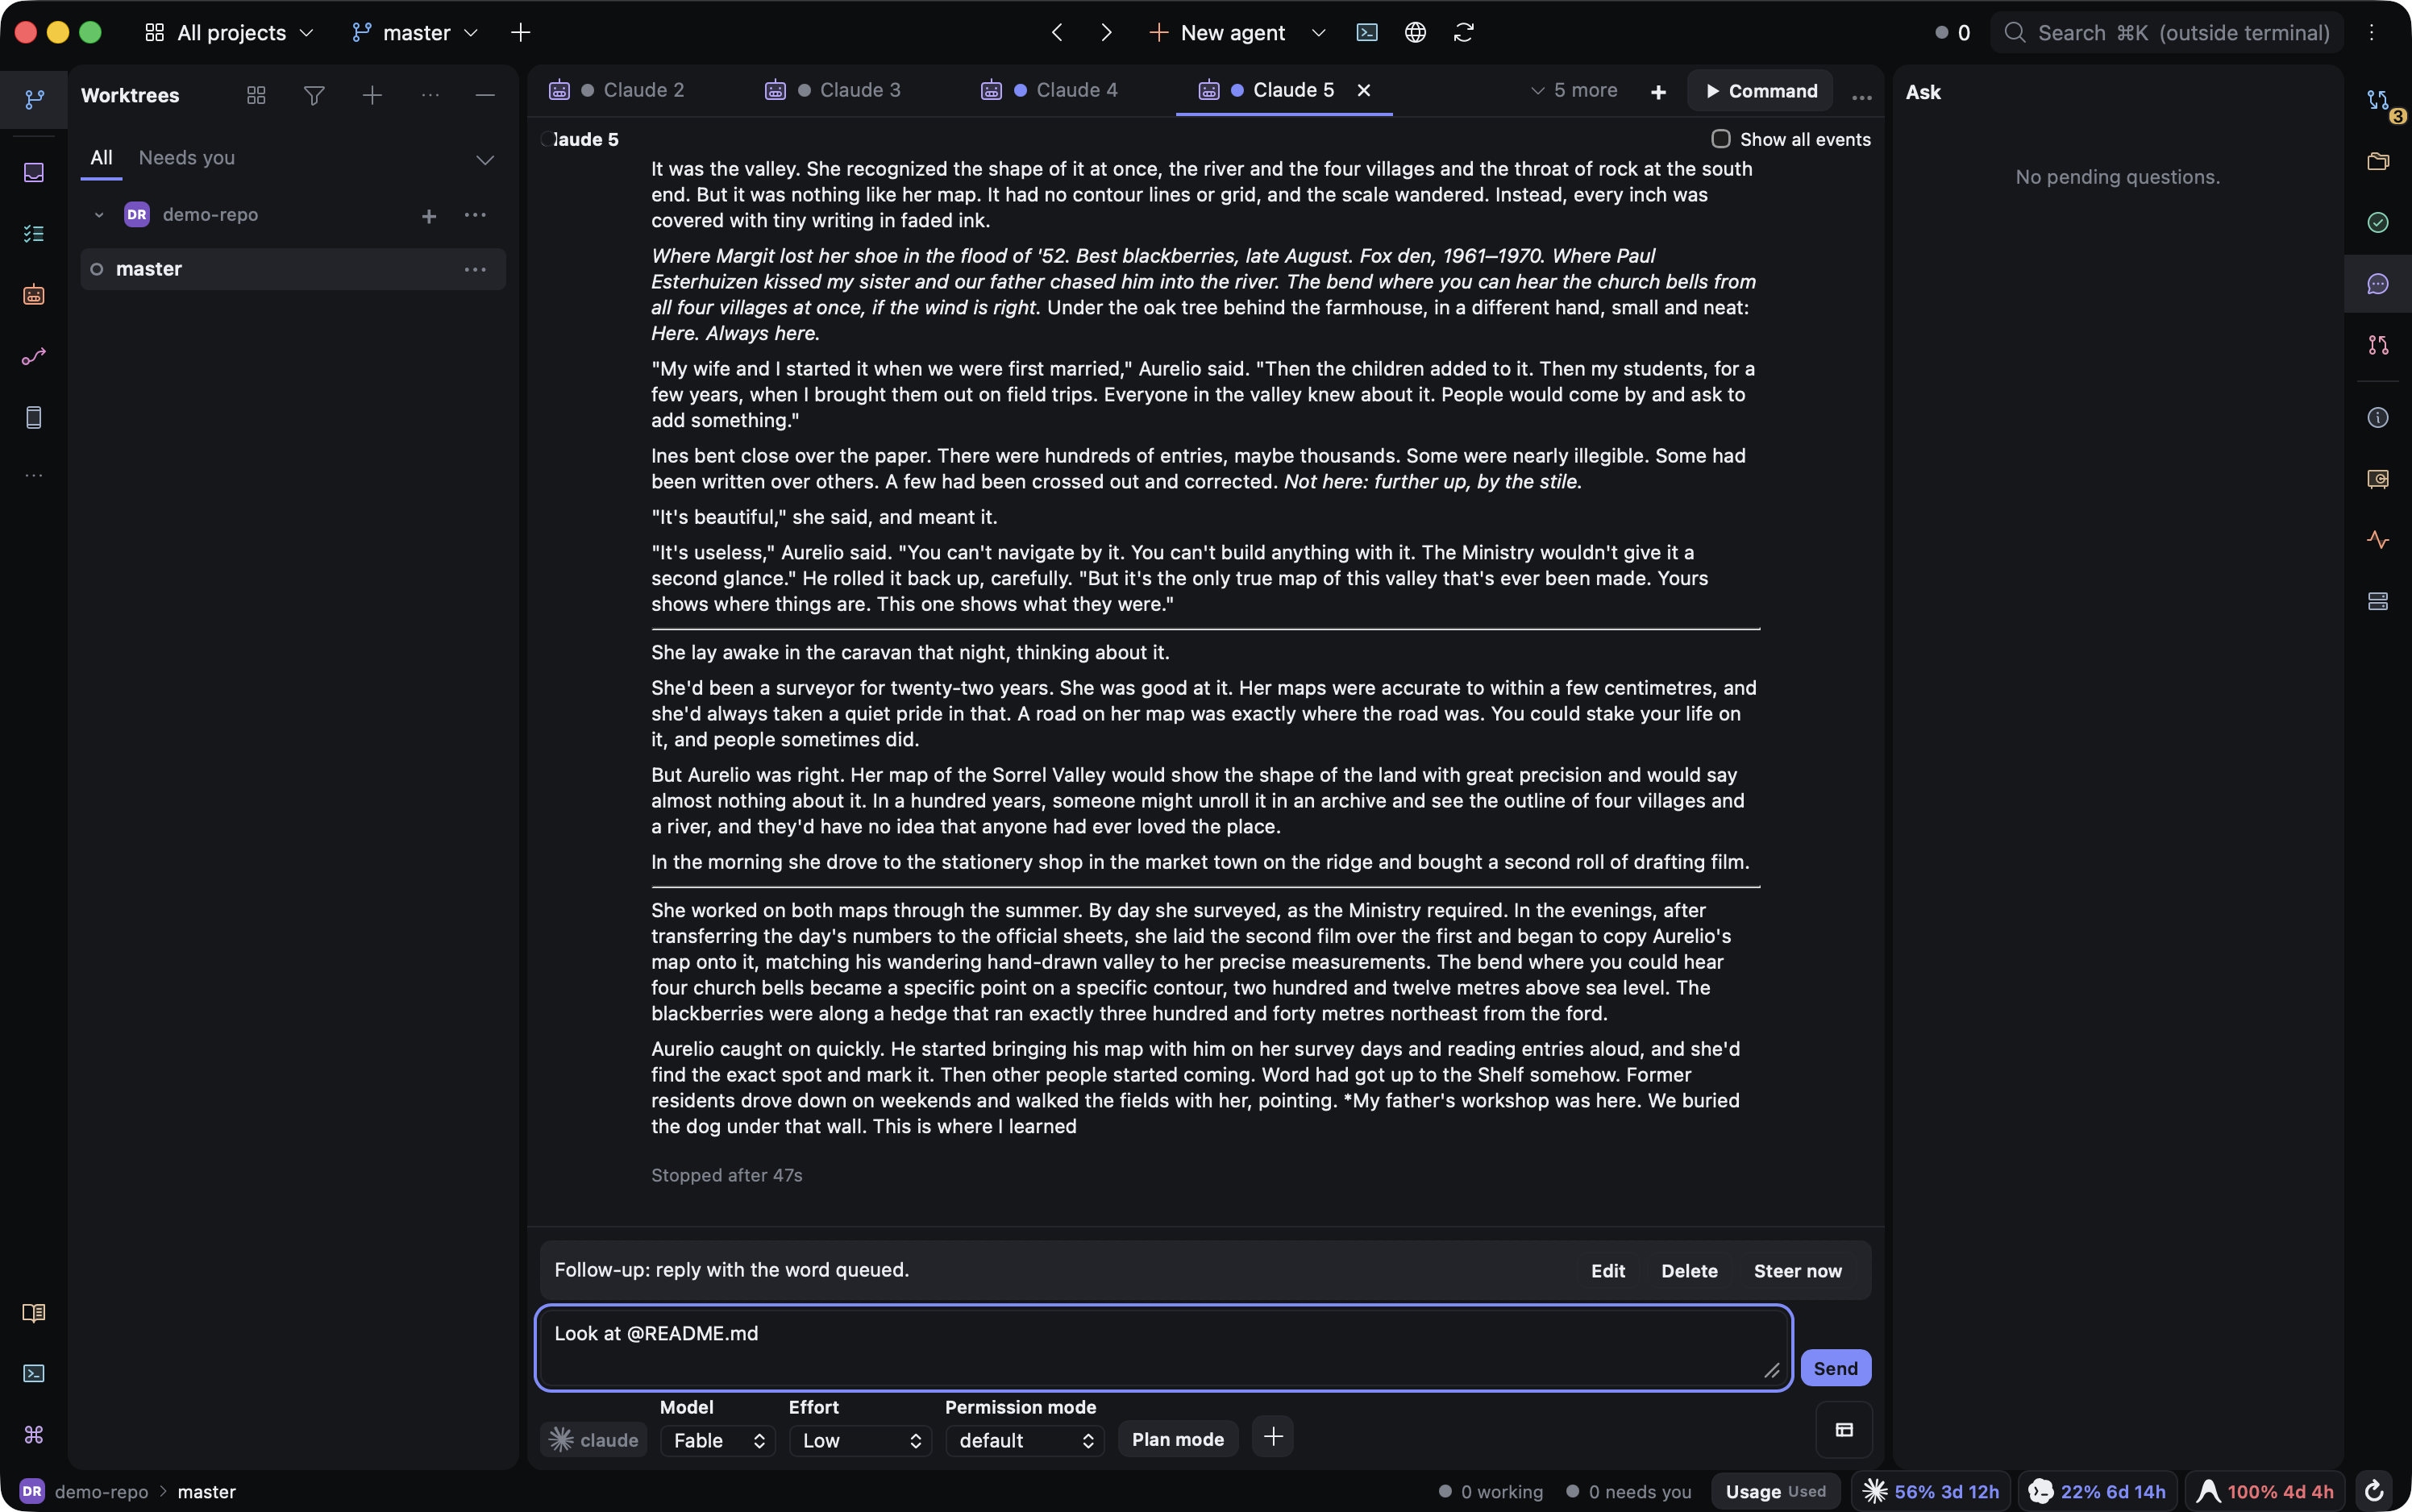 All projects
master
New agent
0
Search ⌘K (outside terminal)
Worktrees
All
Needs you
DR demo-repo
master
Claude 2
Claude 3
Claude 4
Claude 5
5 more
Command
laude 5
Show all events
It was the valley. She recognized the shape of it at once, the river and the four villages and the throat of rock at the south
end. But it was nothing like her map. It had no contour lines or grid, and the scale wandered. Instead, every inch was
covered with tiny writing in faded ink.
Where Margit lost her shoe in the flood of '52. Best blackberries, late August. Fox den, 1961–1970. Where Paul
Esterhuizen kissed my sister and our father chased him into the river. The bend where you can hear the church bells from
all four villages at once, if the wind is right. Under the oak tree behind the farmhouse, in a different hand, small and neat:
Here. Always here.
"My wife and I started it when we were first married," Aurelio said. "Then the children added to it. Then my students, for a
few years, when I brought them out on field trips. Everyone in the valley knew about it. People would come by and ask to
add something."
Ines bent close over the paper. There were hundreds of entries, maybe thousands. Some were nearly illegible. Some had
been written over others. A few had been crossed out and corrected. Not here: further up, by the stile.
"It's beautiful," she said, and meant it.
"It's useless," Aurelio said. "You can't navigate by it. You can't build anything with it. The Ministry wouldn't give it a
second glance." He rolled it back up, carefully. "But it's the only true map of this valley that's ever been made. Yours
shows where things are. This one shows what they were."
She lay awake in the caravan that night, thinking about it.
She'd been a surveyor for twenty-two years. She was good at it. Her maps were accurate to within a few centimetres, and
she'd always taken a quiet pride in that. A road on her map was exactly where the road was. You could stake your life on
it, and people sometimes did.
But Aurelio was right. Her map of the Sorrel Valley would show the shape of the land with great precision and would say
almost nothing about it. In a hundred years, someone might unroll it in an archive and see the outline of four villages and
a river, and they'd have no idea that anyone had ever loved the place.
In the morning she drove to the stationery shop in the market town on the ridge and bought a second roll of drafting film.
She worked on both maps through the summer. By day she surveyed, as the Ministry required. In the evenings, after
transferring the day's numbers to the official sheets, she laid the second film over the first and began to copy Aurelio's
map onto it, matching his wandering hand-drawn valley to her precise measurements. The bend where you could hear
four church bells became a specific point on a specific contour, two hundred and twelve metres above sea level. The
blackberries were along a hedge that ran exactly three hundred and forty metres northeast from the ford.
Aurelio caught on quickly. He started bringing his map with him on her survey days and reading entries aloud, and she'd
find the exact spot and mark it. Then other people started coming. Word had got up to the Shelf somehow. Former
residents drove down on weekends and walked the fields with her, pointing. *My father's workshop was here. We buried
the dog under that wall. This is where I learned
Stopped after 47s
Follow-up: reply with the word queued.
Edit
Delete
Steer now
Look at @README.md
Send
Model
Effort
Permission mode
claude
Fable
Low
default
Plan mode
Ask
No pending questions.
3
DR demo-repo > master
0 working
0 needs you
Usage Used
56% 3d 12h
22% 6d 14h
100% 4d 4h